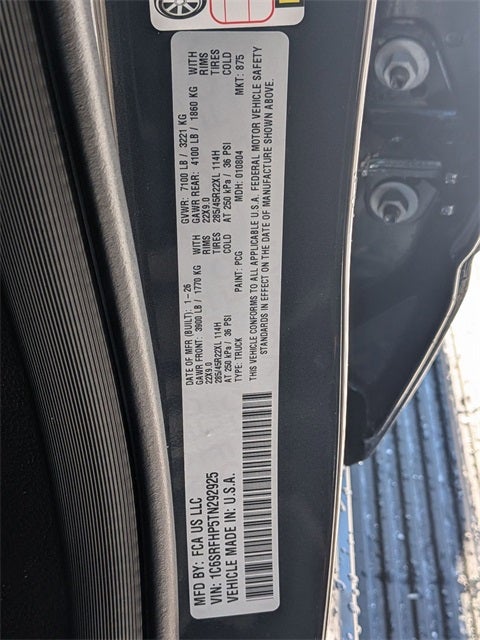 MFD BY: FCA US LLC
VIN: 1C6SRFHP5TN292925
VEHICLE MADE IN: U.S.A.
DATE OF MFR (BUILT): 1-26
GVWR: 7100 LB / 3221 KG
GAWR FRONT: 3900 LB / 1770 KG WITH
GAWR REAR: 4100 LB / 1860 KG WITH
22X9.0 RIMS
22X9.0 RIMS
285/45R22XL 114H TIRES
285/45R22XL 114H TIRES
AT 250 kPa / 36 PSI COLD
AT 250 kPa / 36 PSI COLD
TYPE: TRUCK PAINT: PCG MDH: 010804 MKT: 875
THIS VEHICLE CONFORMS TO ALL APPLICABLE U.S.A. FEDERAL MOTOR VEHICLE SAFETY
STANDARDS IN EFFECT ON THE DATE OF MANUFACTURE SHOWN ABOVE.